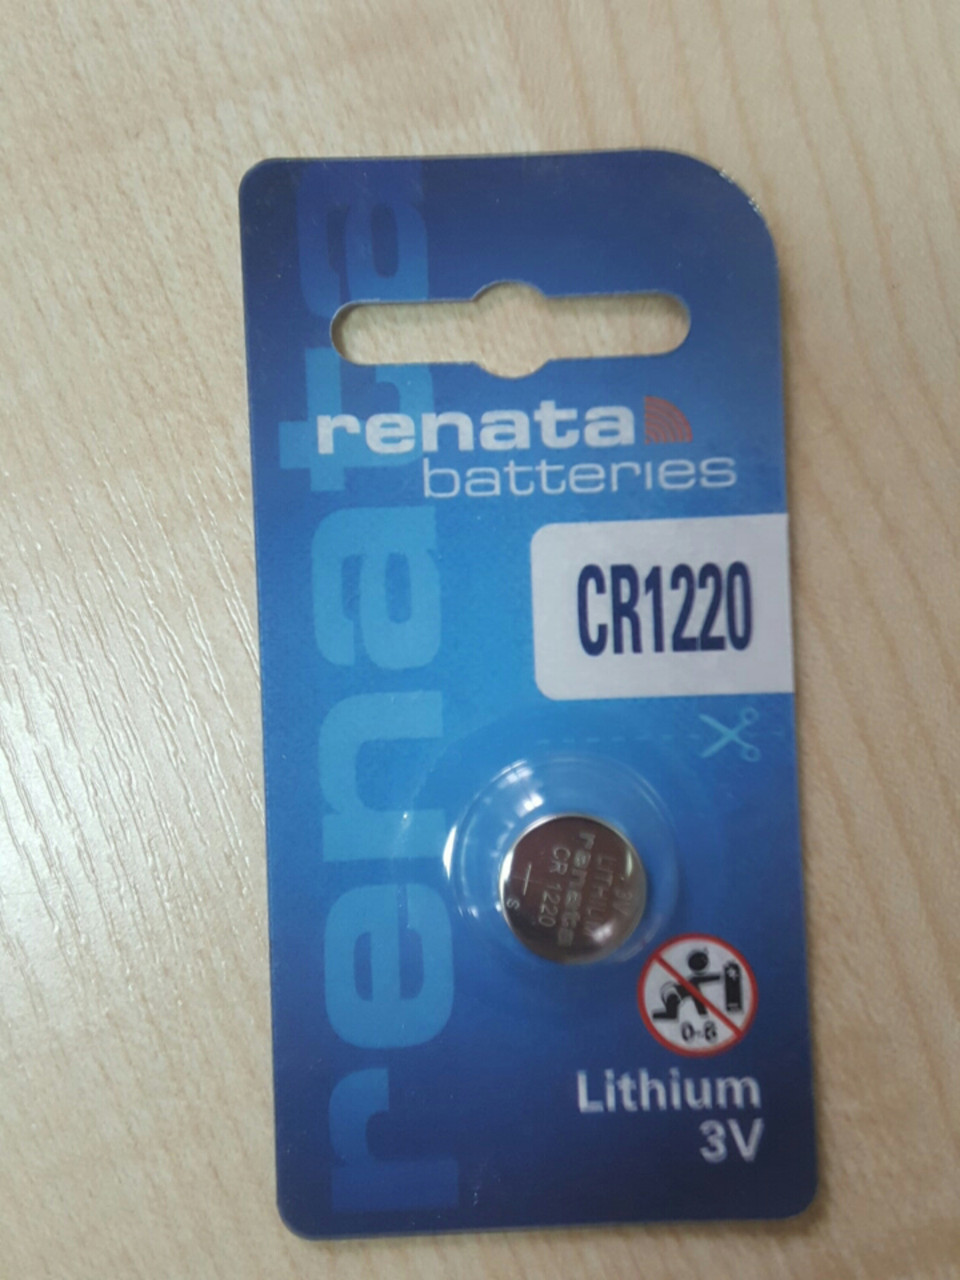 renata
batteries
CR1220
renata
LITHIUM
3V
renata
CR 1220
+
S
0-8
Lithium
3V